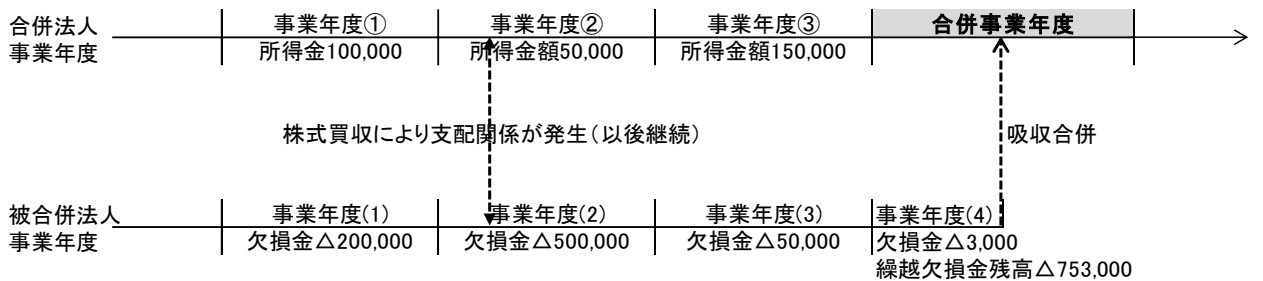 合併法人
事業年度
事業年度①
事業年度②
事業年度③
合併事業年度
所得金100,000
所得金額50,000
所得金額150,000
株式買収により支配関係が発生（以後継続）
吸収合併
被合併法人
事業年度
事業年度(1)
事業年度(2)
事業年度(3)
事業年度(4)
欠損金△200,000
欠損金△500,000
欠損金△50,000
欠損金△3,000
繰越欠損金残高△753,000